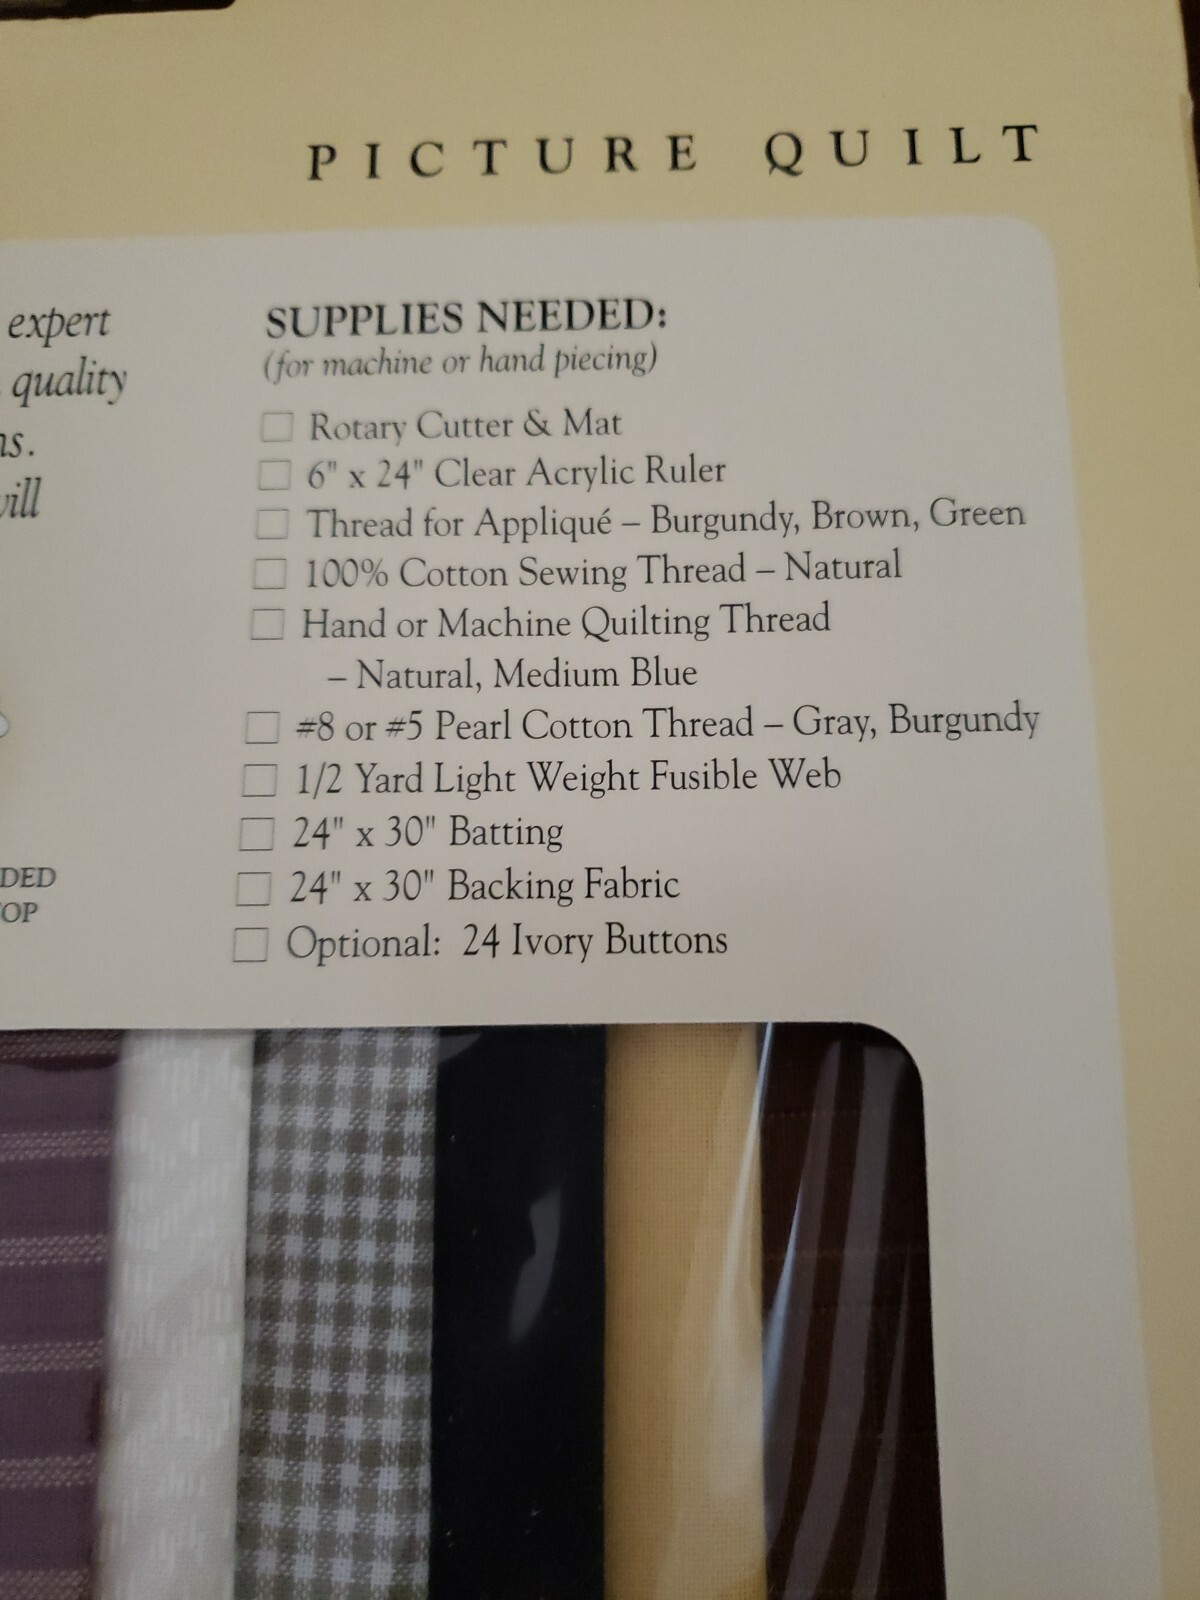 PICTURE QUILT
expert
quality
ns.
will
SUPPLIES NEEDED:
(for machine or hand piecing)
Rotary Cutter & Mat
6" x 24" Clear Acrylic Ruler
Thread for Appliqué – Burgundy, Brown, Green
100% Cotton Sewing Thread – Natural
Hand or Machine Quilting Thread
– Natural, Medium Blue
#8 or #5 Pearl Cotton Thread – Gray, Burgundy
1/2 Yard Light Weight Fusible Web
24" x 30" Batting
24" x 30" Backing Fabric
Optional: 24 Ivory Buttons
DED
OP